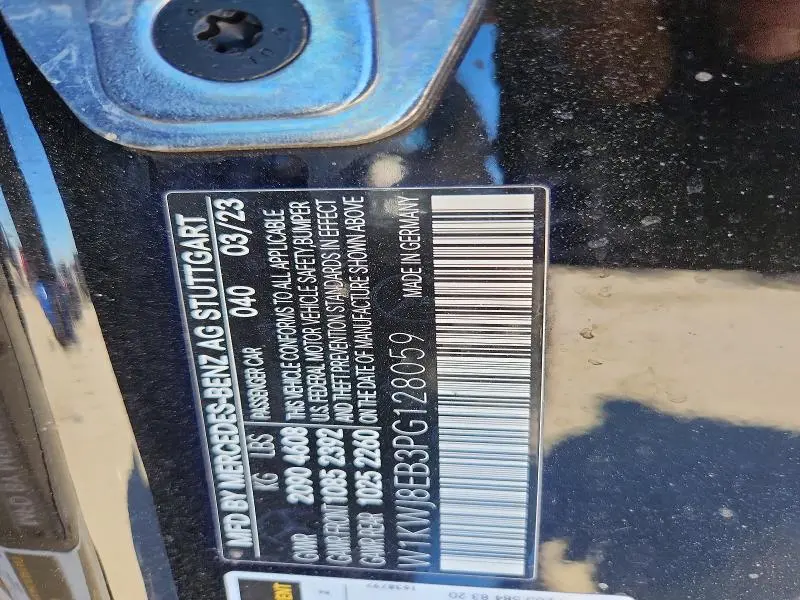 MFD BY MERCEDES-BENZ AG STUTTGART
KG LBS PASSENGER CAR 040 03/23
GVWR 2090 4608 THIS VEHICLE CONFORMS TO ALL APPLICABLE
U.S. FEDERAL MOTOR VEHICLE SAFETY, BUMPER
GAWR FRONT 1085 2392 AND THEFT PREVENTION STANDARDS IN EFFECT
GAWR REAR 1025 2260 ON THE DATE OF MANUFACTURE SHOWN ABOVE
W1KWJ8EB3PG128059 MADE IN GERMANY